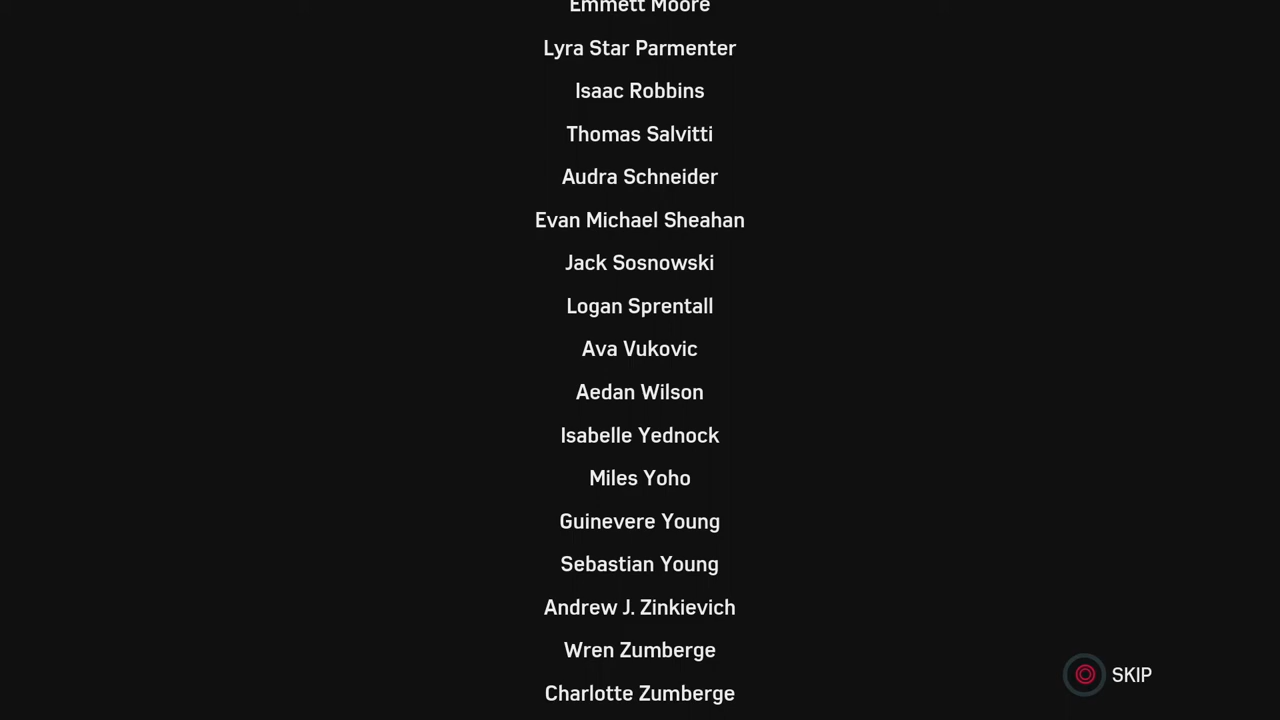 Emmett Moore
Lyra Star Parmenter
Isaac Robbins
Thomas Salvitti
Audra Schneider
Evan Michael Sheahan
Jack Sosnowski
Logan Sprentall
Ava Vukovic
Aedan Wilson
Isabelle Yednock
Miles Yoho
Guinevere Young
Sebastian Young
Andrew J. Zinkievich
Wren Zumberge
SKIP
Charlotte Zumberge